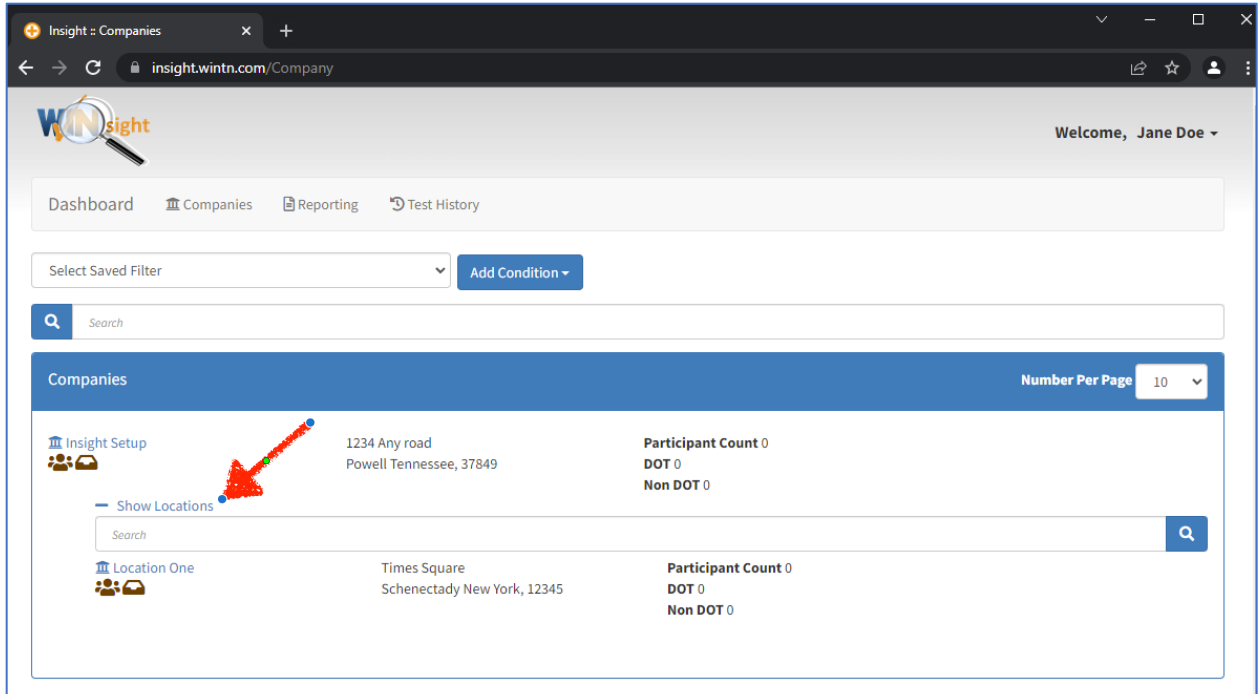 Insight :: Companies
insight.wintn.com/Company
WINsight
Welcome, Jane Doe
Dashboard Companies Reporting Test History
Select Saved Filter Add Condition
Search
Companies Number Per Page 10
Insight Setup 1234 Any road Participant Count 0
Powell Tennessee, 37849 DOT 0
Non DOT 0
Show Locations
Search
Location One Times Square Participant Count 0
Schenectady New York, 12345 DOT 0
Non DOT 0